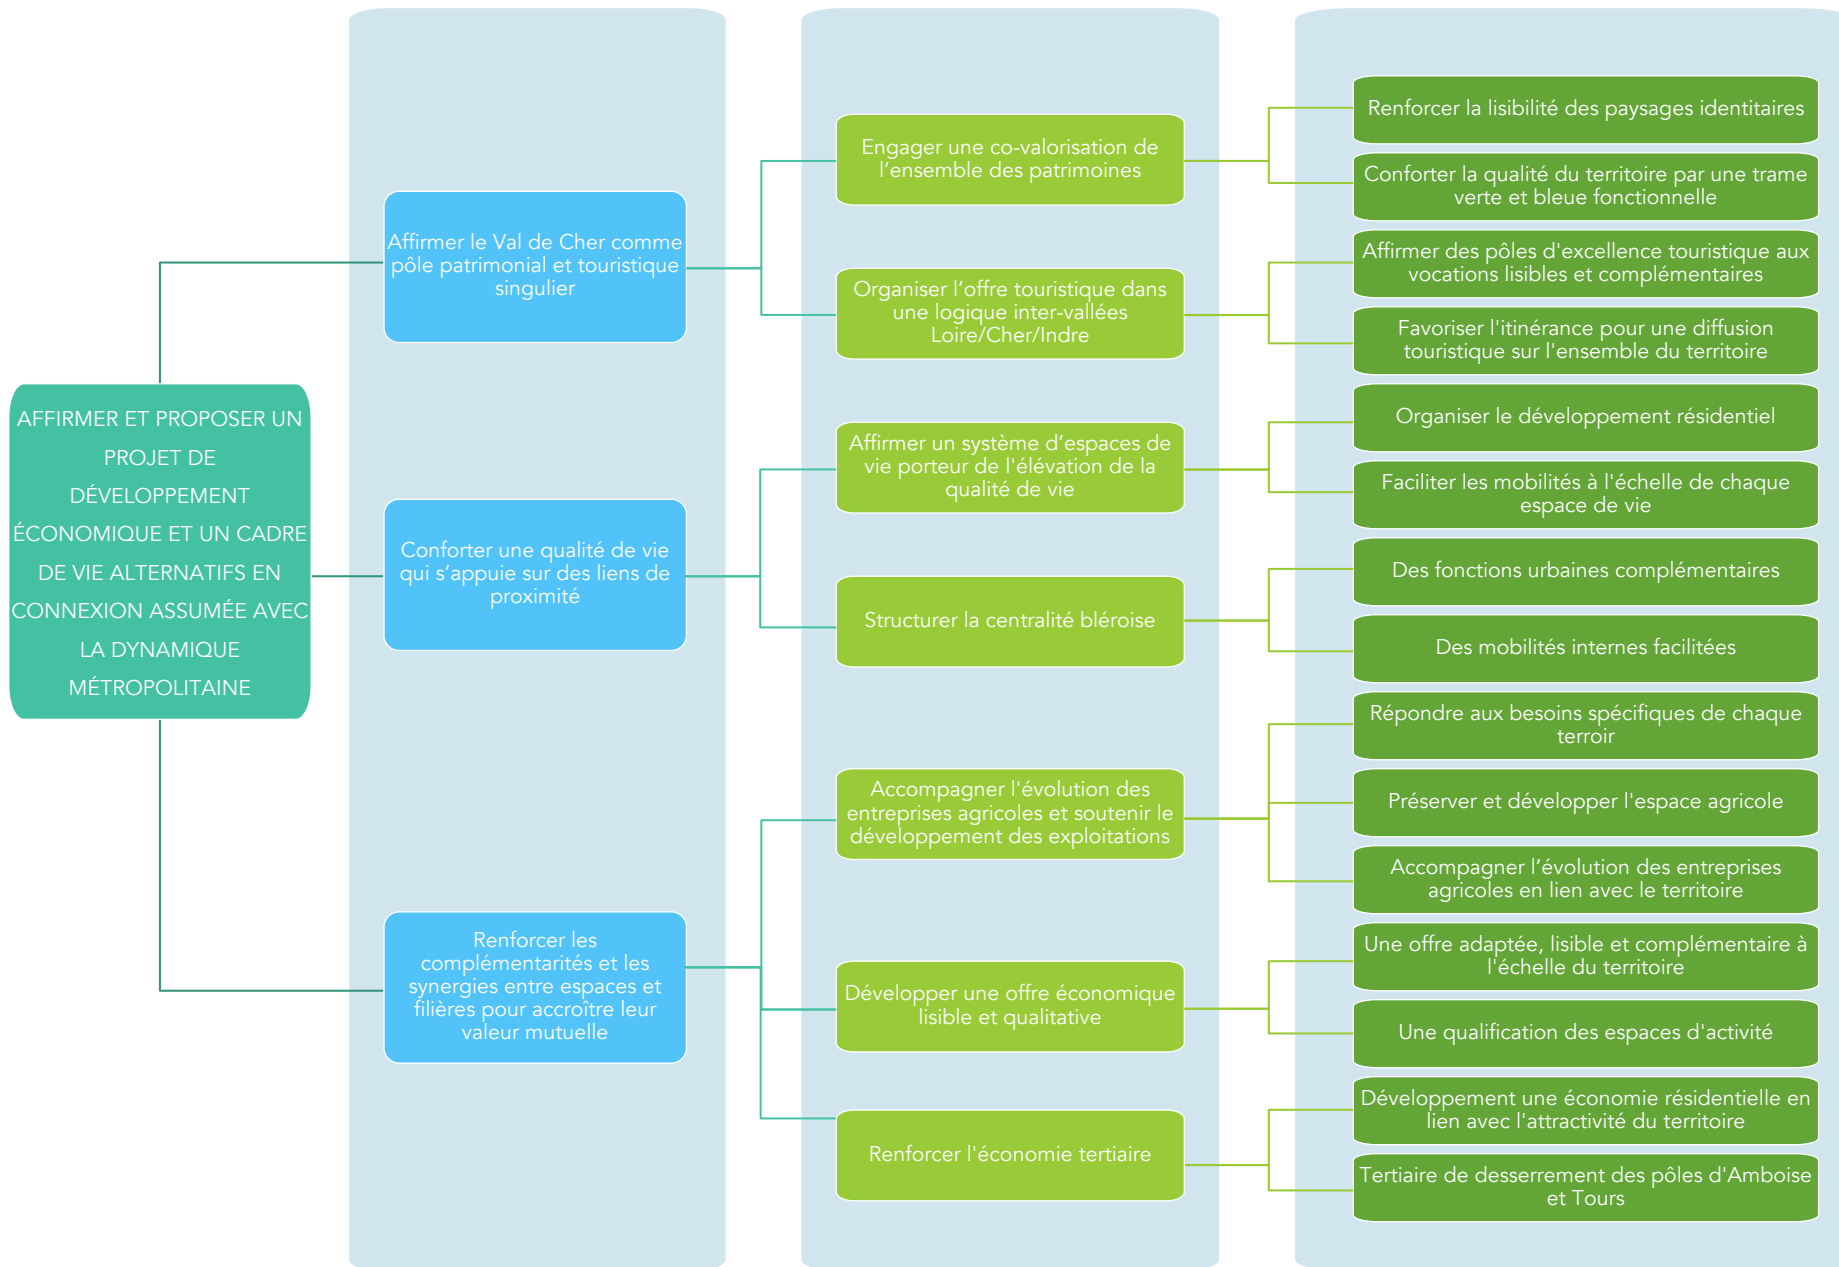 AFFIRMER ET PROPOSER UN
PROJET DE
DÉVELOPPEMENT
ÉCONOMIQUE ET UN CADRE
DE VIE ALTERNATIFS EN
CONNEXION ASSUMÉE AVEC
LA DYNAMIQUE
MÉTROPOLITAINE
Affirmer le Val de Cher comme
pôle patrimonial et touristique
singulier
Engager une co-valorisation de
l’ensemble des patrimoines
Renforcer la lisibilité des paysages identitaires
Conforter la qualité du territoire par une trame
verte et bleue fonctionnelle
Organiser l’offre touristique dans
une logique inter-vallées
Loire/Cher/Indre
Affirmer des pôles d'excellence touristique aux
vocations lisibles et complémentaires
Favoriser l'itinérance pour une diffusion
touristique sur l'ensemble du territoire
Conforter une qualité de vie
qui s’appuie sur des liens de
proximité
Affirmer un système d’espaces de
vie porteur de l'élévation de la
qualité de vie
Organiser le développement résidentiel
Faciliter les mobilités à l'échelle de chaque
espace de vie
Structurer la centralité bléroise
Des fonctions urbaines complémentaires
Des mobilités internes facilitées
Renforcer les
complémentarités et les
synergies entre espaces et
filières pour accroître leur
valeur mutuelle
Accompagner l'évolution des
entreprises agricoles et soutenir le
développement des exploitations
Répondre aux besoins spécifiques de chaque
terroir
Préserver et développer l'espace agricole
Accompagner l’évolution des entreprises
agricoles en lien avec le territoire
Développer une offre économique
lisible et qualitative
Une offre adaptée, lisible et complémentaire à
l'échelle du territoire
Une qualification des espaces d'activité
Renforcer l'économie tertiaire
Développement une économie résidentielle en
lien avec l'attractivité du territoire
Tertiaire de desserrement des pôles d'Amboise
et Tours